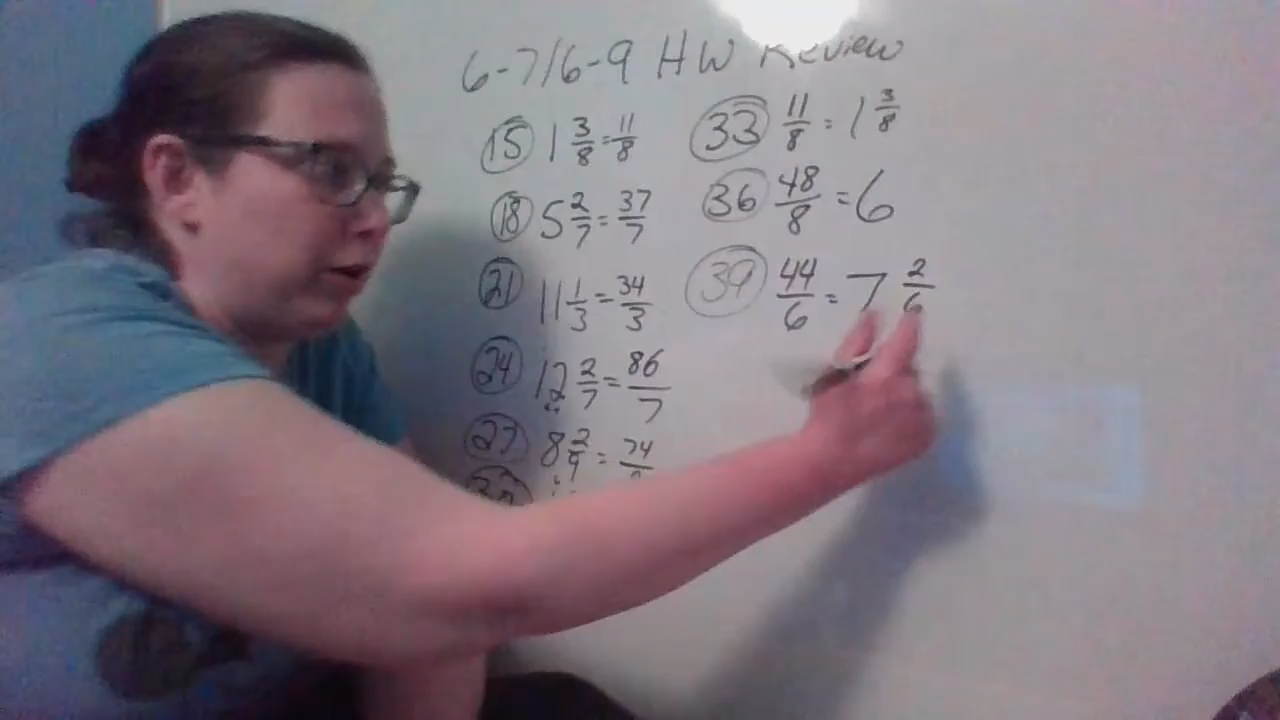 6-7/6-9 HW Review
15 1 3/8 = 11/8
18 5 2/7 = 37/7
21 11 1/3 = 34/3
24 12 2/7 = 86/7
27 8 2/9 = 74
33 11/8 = 1 3/8
36 48/8 = 6
39 44/6 = 7 2/6